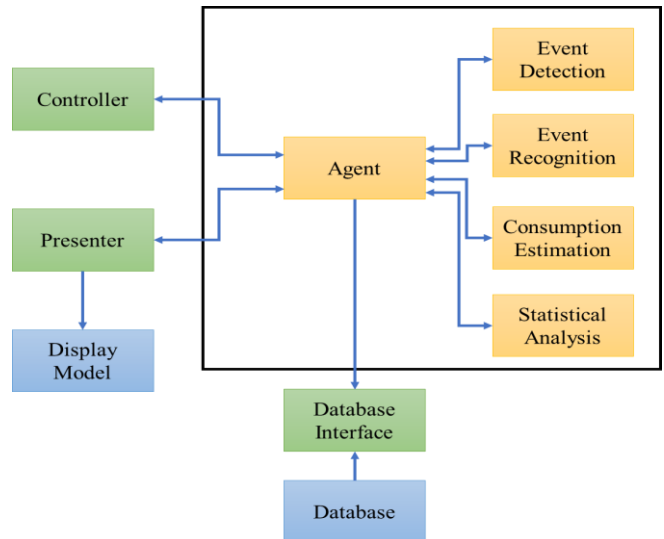 Controller
Presenter
Display
Model
Agent
Event
Detection
Event
Recognition
Consumption
Estimation
Statistical
Analysis
Database
Interface
Database